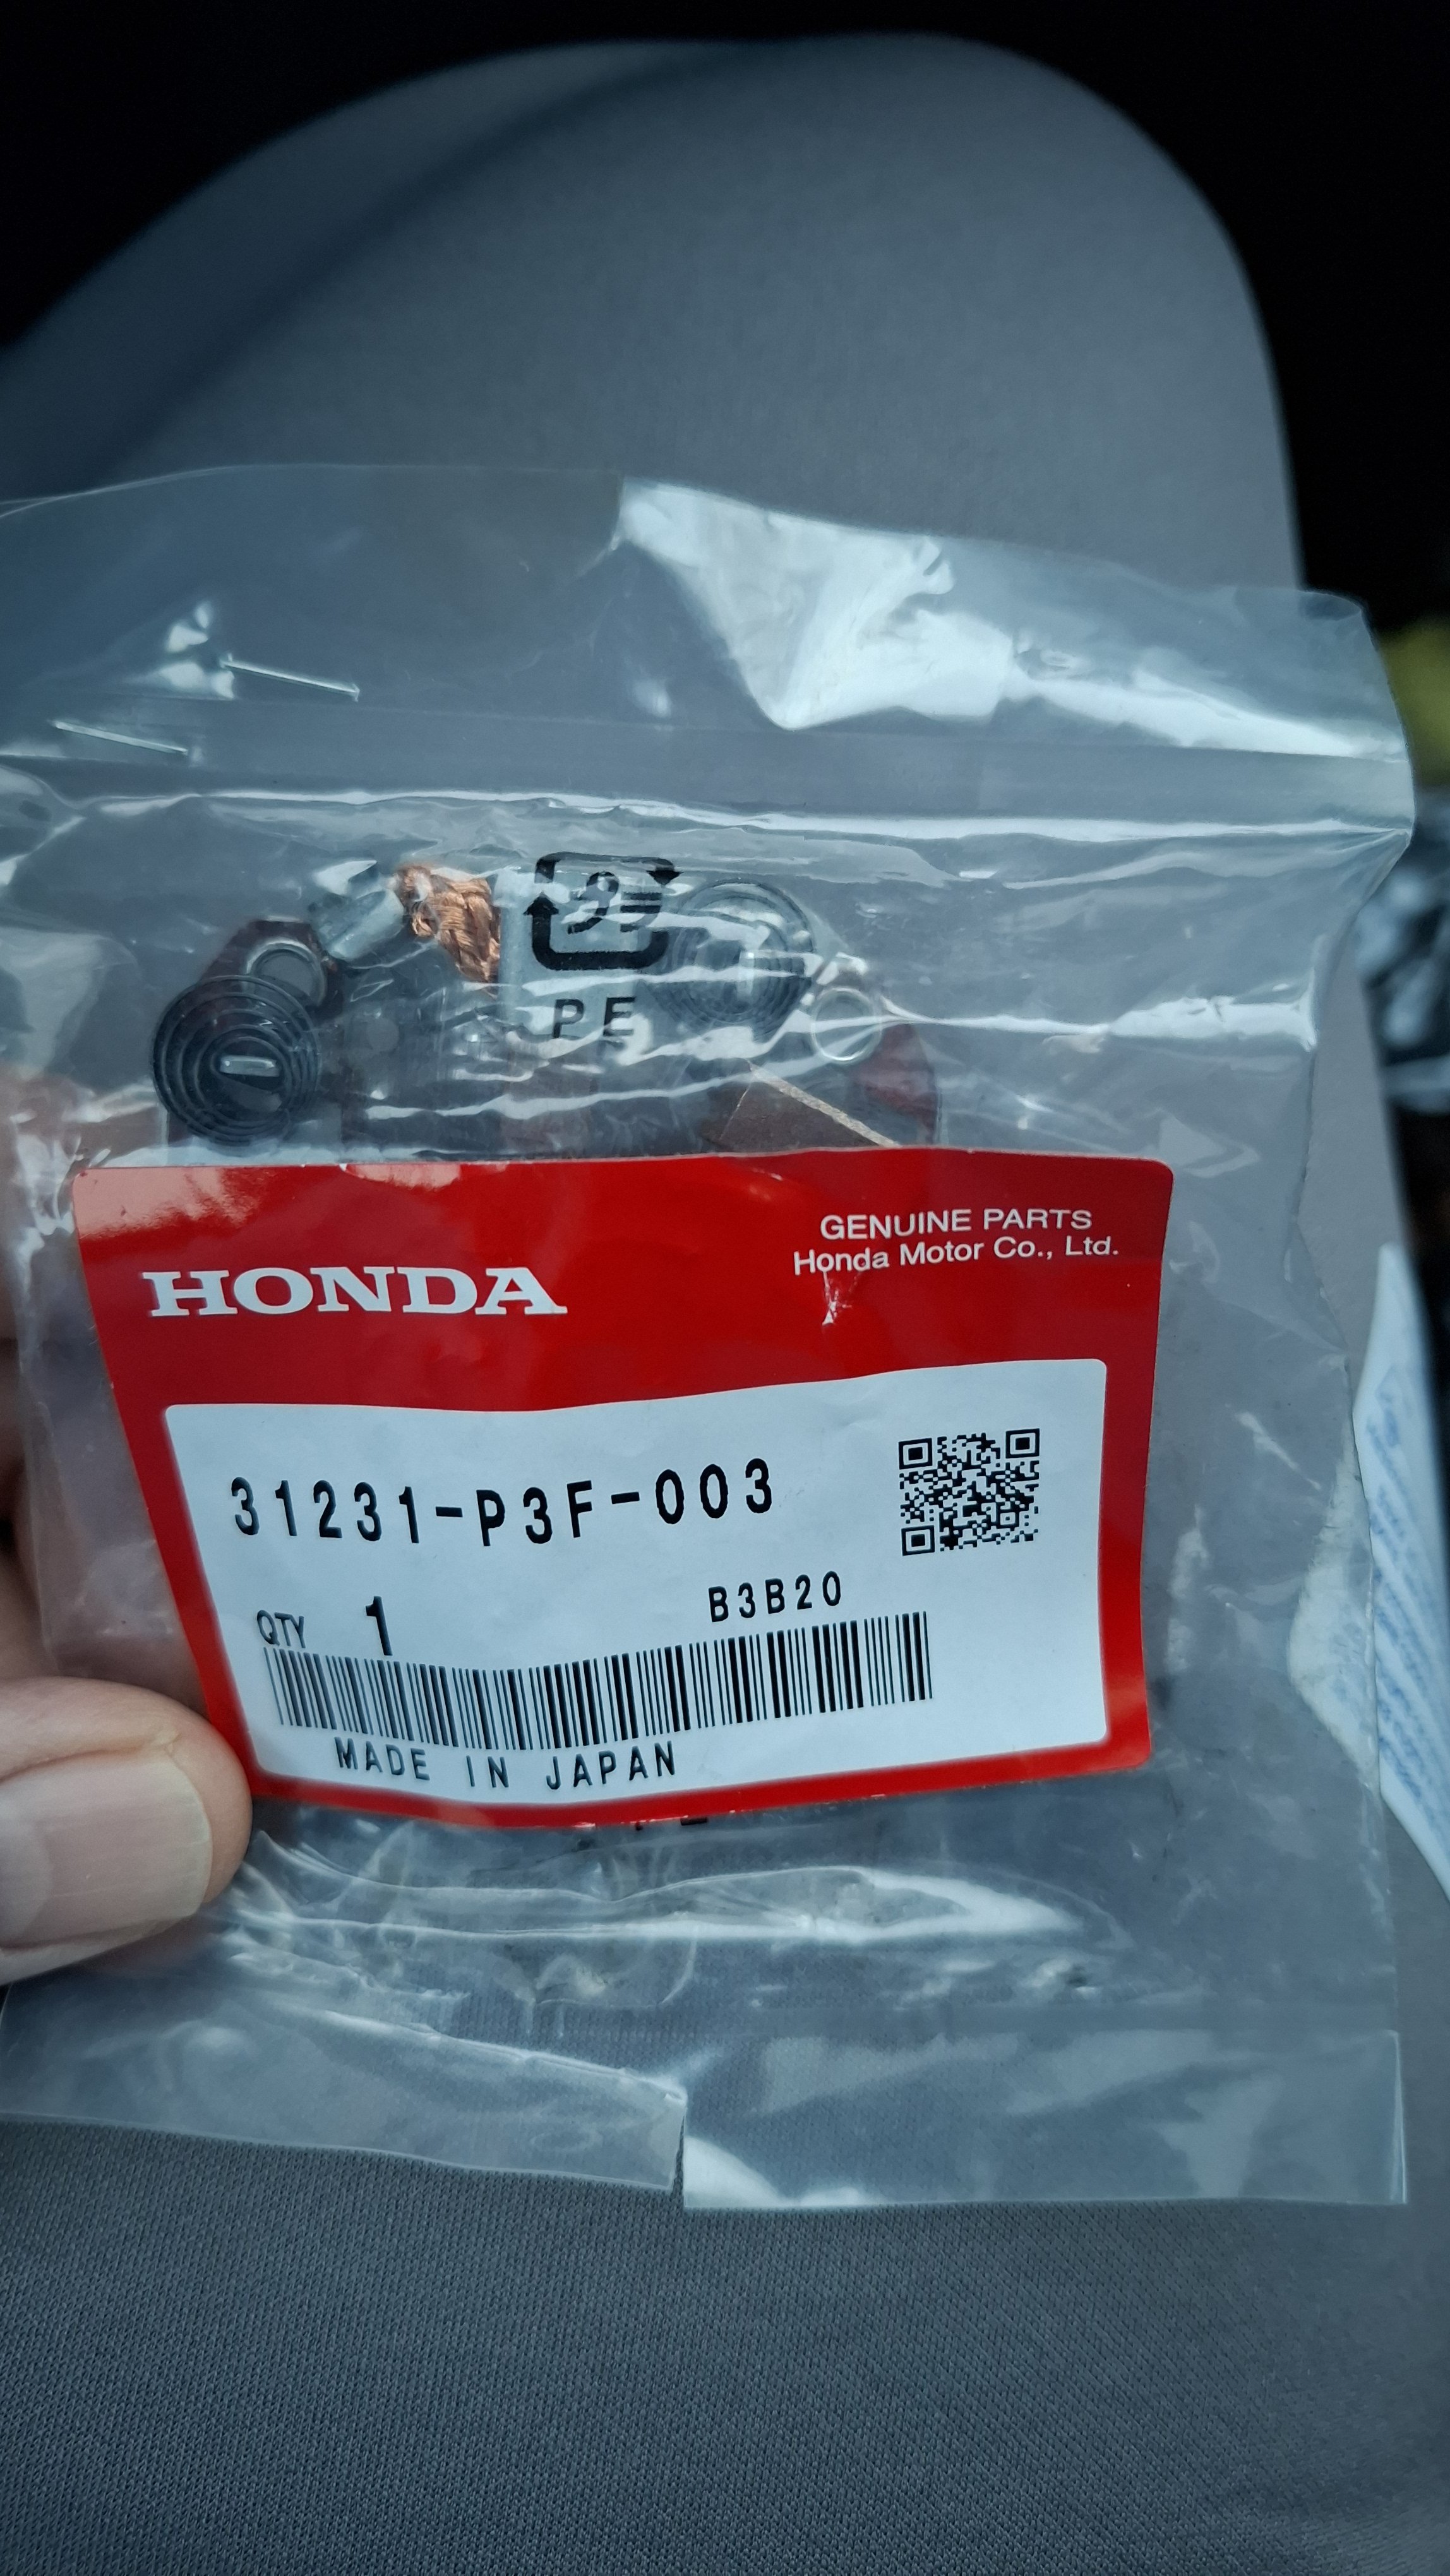 PE
GENUINE PARTS
Honda Motor Co., Ltd.
HONDA
31231-P3F-003
B3B20
QTY 1
MADE IN JAPAN